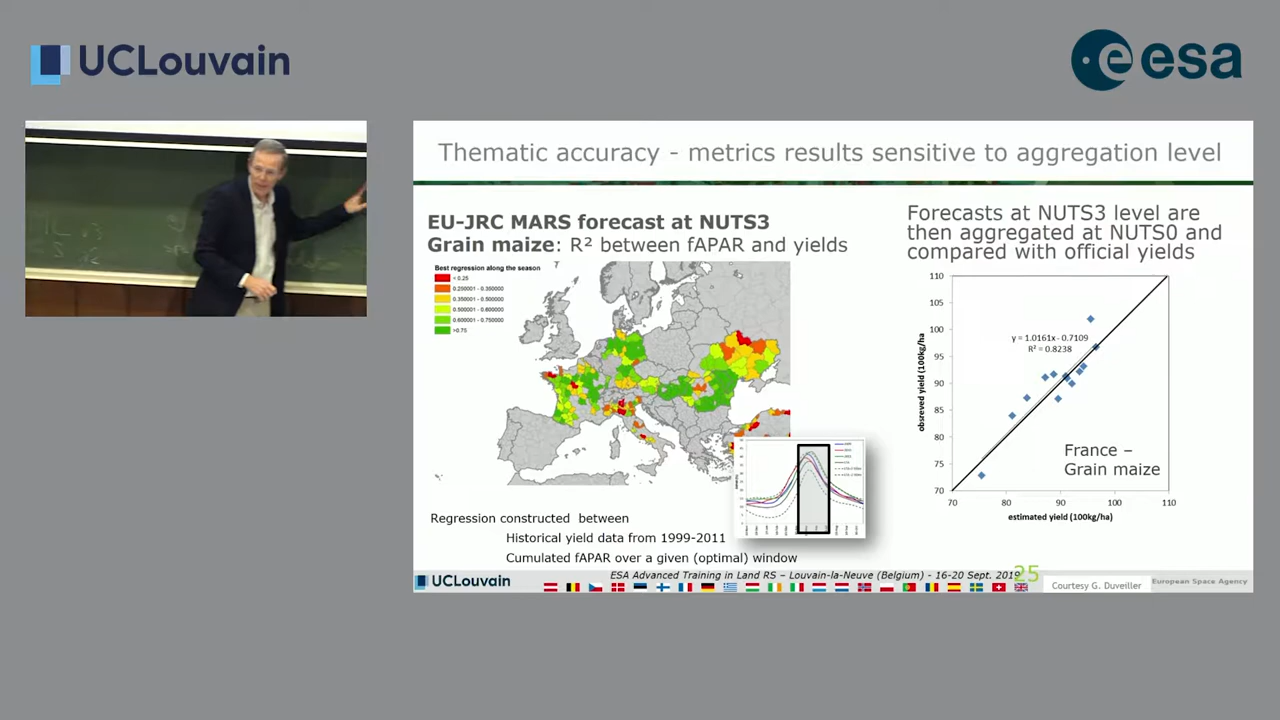 UCLouvain
esa
Thematic accuracy - metrics results sensitive to aggregation level
EU-JRC MARS forecast at NUTS3
Grain maize: R² between fAPAR and yields
Best regression along the season
< 0.25
0.250001 - 0.350000
0.350001 - 0.500000
0.500001 - 0.600000
0.600001 - 0.750000
>0.75
Regression constructed between
Historical yield data from 1999-2011
Cumulated fAPAR over a given (optimal) window
Forecasts at NUTS3 level are
then aggregated at NUTS0 and
compared with official yields
110
105
100
95
90
85
80
75
70
obsreved yield (100kg/ha)
y = 1.0161x - 0.7109
R² = 0.8238
France –
Grain maize
70
80
90
100
110
estimated yield (100kg/ha)
UCLouvain
ESA Advanced Training in Land RS – Louvain-la-Neuve (Belgium) - 16-20 Sept. 2019
25
Courtesy G. Duveiller
European Space Agency